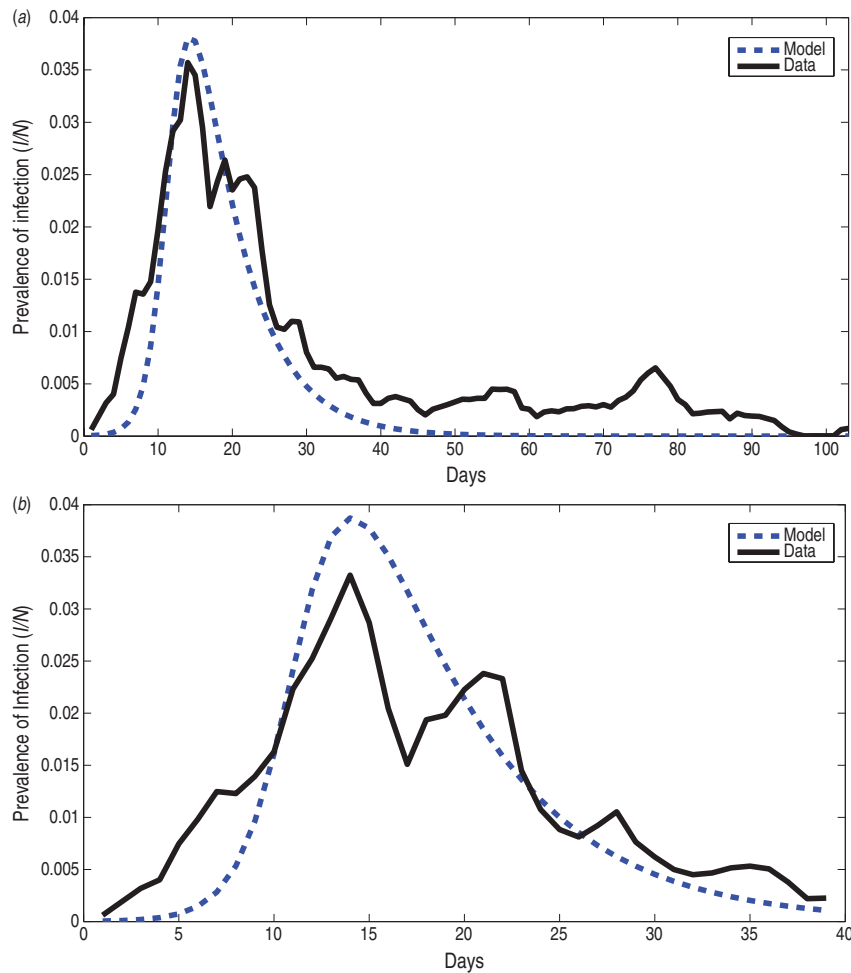 (a)
0.04
0.035
0.03
0.025
0.02
0.015
0.01
0.005
0
Prevalence of infection (I/N)
Model
Data
0 10 20 30 40 50 60 70 80 90 100
Days
(b)
0.04
0.035
0.03
0.025
0.02
0.015
0.01
0.005
0
Prevalence of Infection (I/N)
Model
Data
0 5 10 15 20 25 30 35 40
Days